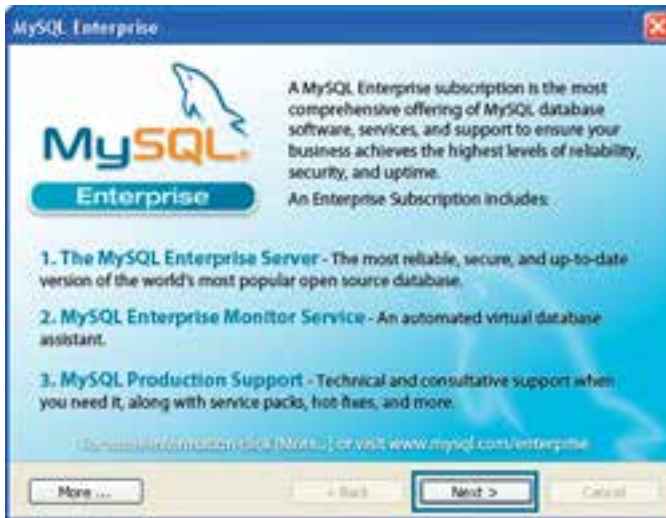 MySQL Enterprise
MySQL
Enterprise
A MySQL Enterprise subscription is the most
comprehensive offering of MySQL database
software, services, and support to ensure your
business achieves the highest levels of reliability,
security, and uptime.
An Enterprise Subscription includes:
1. The MySQL Enterprise Server - The most reliable, secure, and up-to-date
version of the world's most popular open source database.
2. MySQL Enterprise Monitor Service - An automated virtual database
assistant.
3. MySQL Production Support - Technical and consultative support when
you need it, along with service packs, hot-fixes, and more.
For more information click [More...] or visit www.mysql.com/enterprise
More ...
< Back
Next >
Cancel